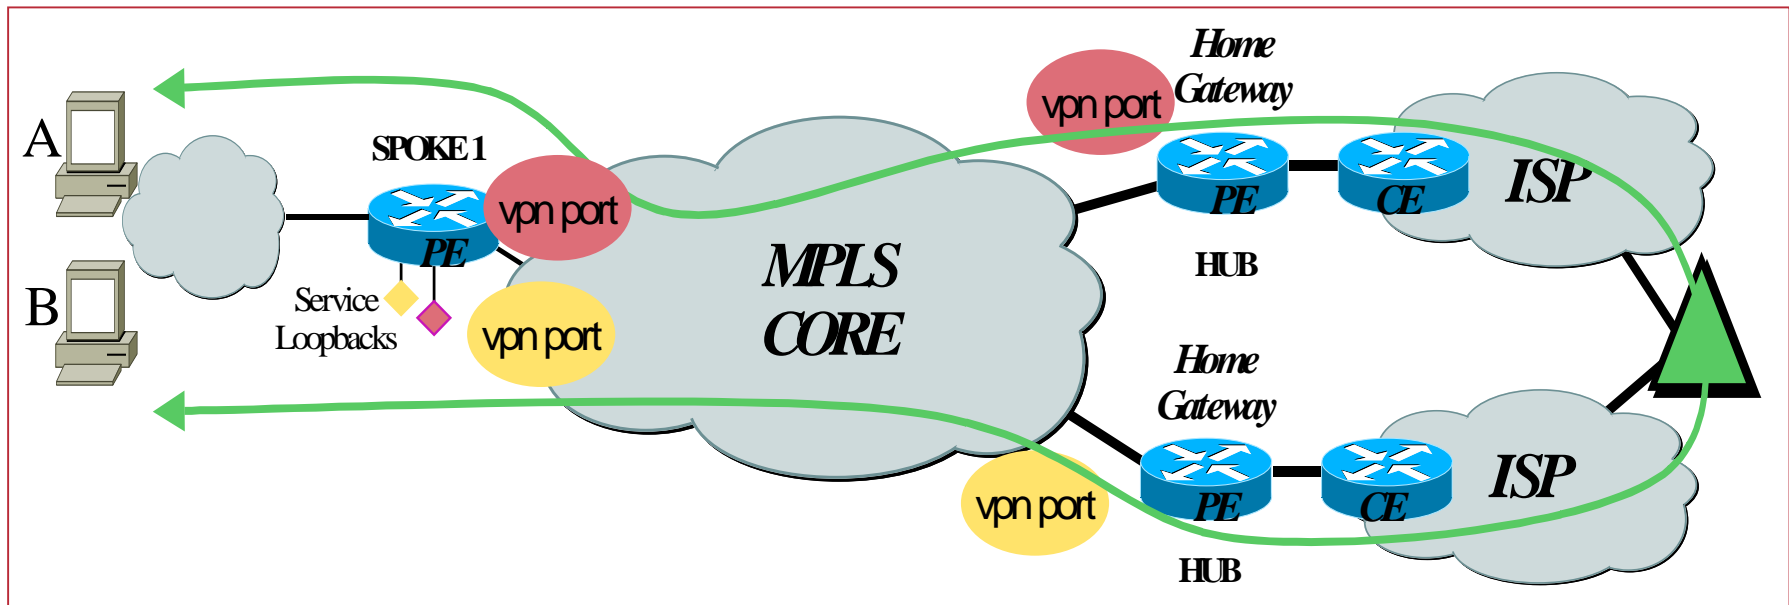 Home
Gateway
vpn port
A
SPOKE 1
vpn port
PE
PE
CE
ISP
HUB
MPLS
CORE
B
Service
Loopbacks
vpn port
Home
Gateway
vpn port
PE
CE
ISP
HUB